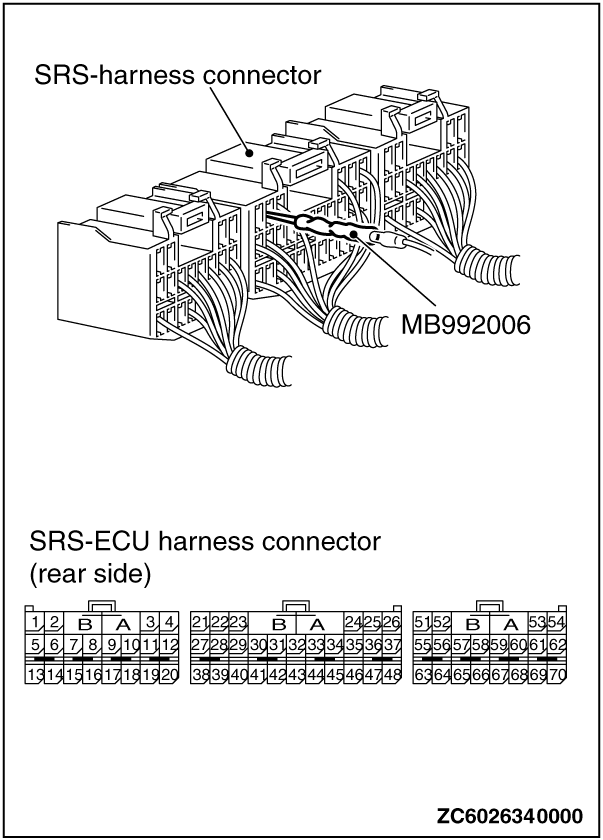 SRS-harness connector
MB992006
SRS-ECU harness connector
(rear side)
1 2 B A 3 4 21 22 23 B A 24 25 26 51 52 B A 53 54
5 6 7 8 9 10 11 12 27 28 29 30 31 32 33 34 35 36 37 55 56 57 58 59 60 61 62
13 14 15 16 17 18 19 20 38 39 40 41 42 43 44 45 46 47 48 63 64 65 66 67 68 69 70
ZC6026340000